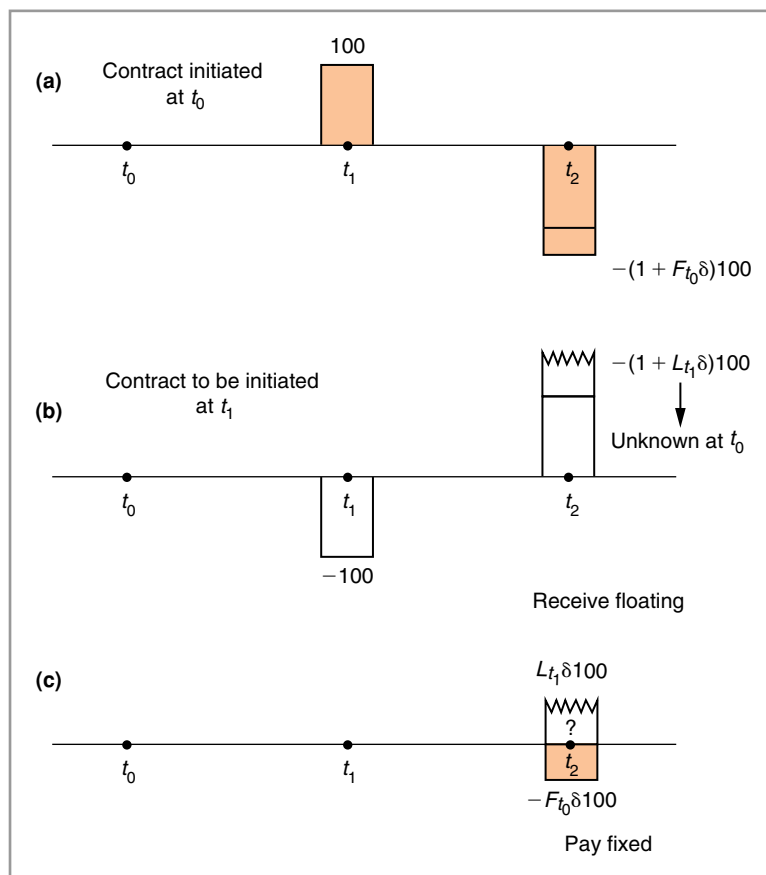 100
(a)
Contract initiated
at t₀
t₀
t₁
t₂
−(1 + Fₜ₀δ)100
Contract to be initiated
at t₁
−(1 + Lₜ₁δ)100
(b)
Unknown at t₀
t₀
t₁
t₂
−100
Receive floating
(c)
Lₜ₁δ100
?
t₀
t₁
t₂
−Fₜ₀δ100
Pay fixed